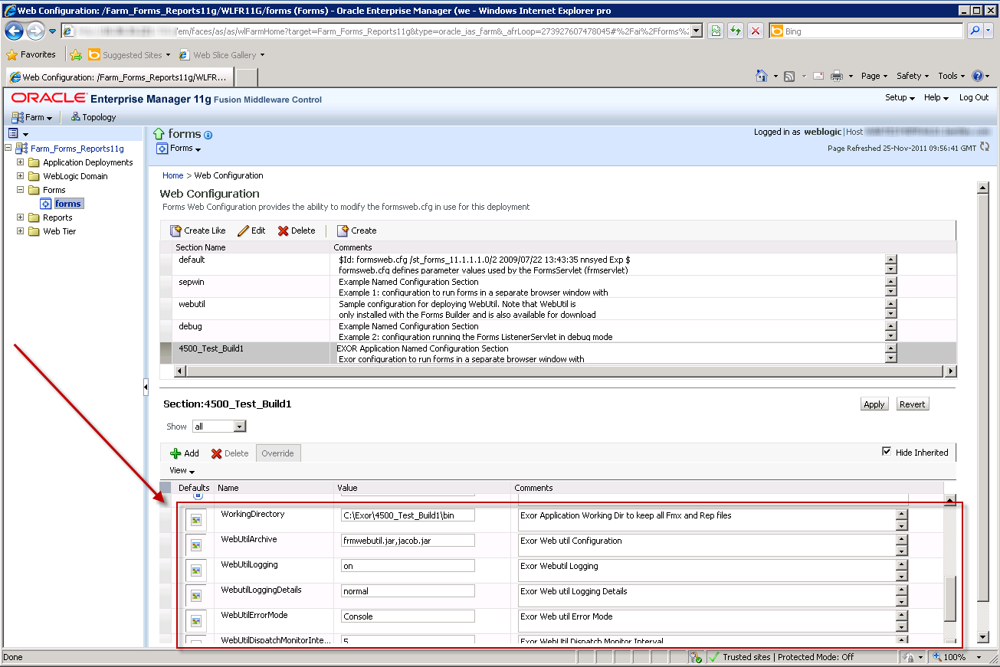 Web Configuration: /Farm_Forms_Reports11g/WLFR11G/forms (Forms) - Oracle Enterprise Manager (we - Windows Internet Explorer pro
/em/faces/as/as/wlFarmHome?target=Farm_Forms_Reports11g&type=oracle_ias_farm&_afrLoop=273927607478045#%2Fai%2Fforms%
Bing
Favorites Suggested Sites Web Slice Gallery
Web Configuration: /Farm_Forms_Reports11g/WLFR...
Page Safety Tools
ORACLE Enterprise Manager 11g Fusion Middleware Control
Setup Help Log Out
Farm Topology
Farm_Forms_Reports11g
Application Deployments
WebLogic Domain
Forms
forms
Reports
Web Tier
forms
Forms
Logged in as weblogic|Host
Page Refreshed 25-Nov-2011 09:56:41 GMT
Home > Web Configuration
Web Configuration
Forms Web Configuration provides the ability to modify the formsweb.cfg in use for this deployment
Create Like Edit Delete Create
Section Name Comments
default $Id: formsweb.cfg /st_forms_11.1.1.1.0/2 2009/07/22 13:43:35 nnsyed Exp $
formsweb.cfg defines parameter values used by the FormsServlet (frmservlet)
sepwin Example Named Configuration Section
Example 1: configuration to run forms in a separate browser window with
webutil Sample configuration for deploying WebUtil. Note that WebUtil is
only installed with the Forms Builder and is also available for download
debug Example Named Configuration Section
Example 2: configuration running the Forms ListenerServlet in debug mode
4500_Test_Build1 EXOR Application Named Configuration Section
Exor configuration to run forms in a separate browser window with
Section:4500_Test_Build1
Apply Revert
Show all
Add Delete Override Hide Inherited
View
Defaults Name Value Comments
WorkingDirectory C:\Exor\4500_Test_Build1\bin Exor Application Working Dir to keep all Fmx and Rep files
WebUtilArchive frmwebutil.jar,jacob.jar Exor Web util Configuration
WebUtilLogging on Exor Webutil Logging
WebutilLoggingDetails normal Exor Web util Logging Details
WebUtilErrorMode Console Exor Web util Error Mode
WebUtilDispatchMonitorInte... 5 Exor WebUtil Dispatch Monitor Interval
Done Trusted sites | Protected Mode: Off 100%